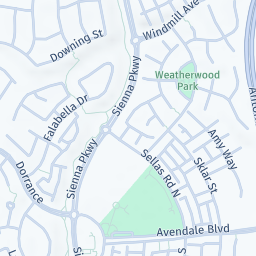 Downing St
Windmill Ave
Weatherwood
Park
Falabella Dr
Sienna Pkwy
Amy Way
Sklar St
Sellas Rd N
Sienna Pkwy
Dorrance
Avendale Blvd